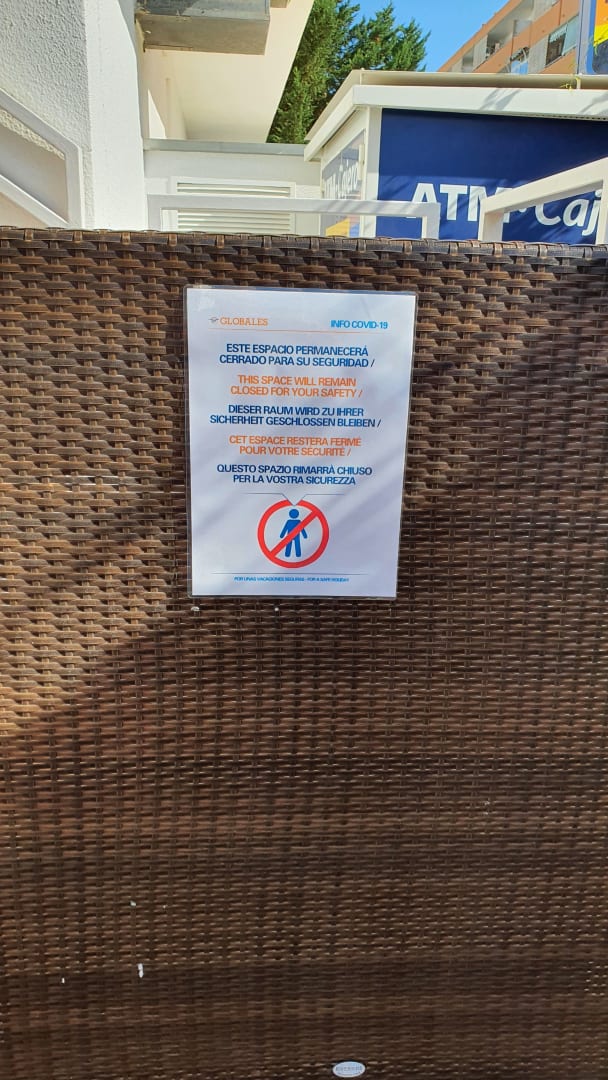 ATM·Caj
GLOBALES
INFO COVID-19
ESTE ESPACIO PERMANECERÁ
CERRADO PARA SU SEGURIDAD /
THIS SPACE WILL REMAIN
CLOSED FOR YOUR SAFETY /
DIESER RAUM WIRD ZU IHRER
SICHERHEIT GESCHLOSSEN BLEIBEN /
CET ESPACE RESTERA FERMÉ
POUR VOTRE SÉCURITÉ /
QUESTO SPAZIO RIMARRÀ CHIUSO
PER LA VOSTRA SICUREZZA
POR UNAS VACACIONES SEGURAS - FOR A SAFE HOLIDAY